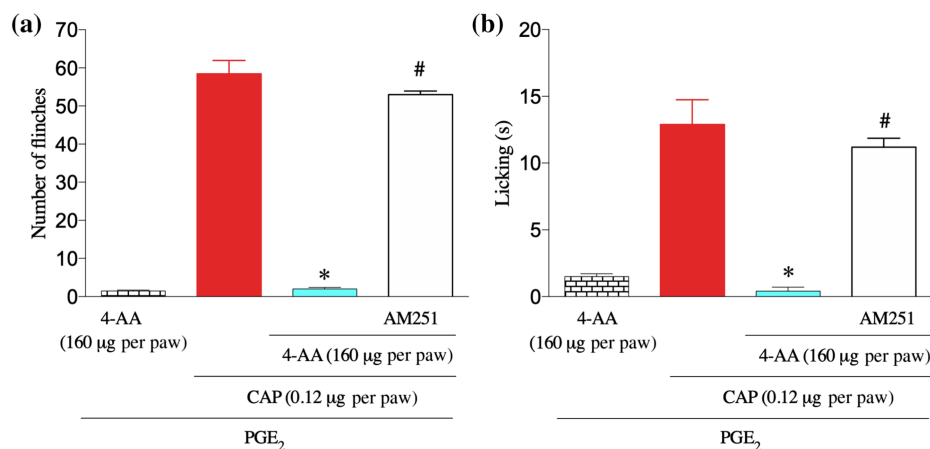 (a)
Number of flinches
70
60
50
40
30
20
10
0
#
*
4-AA
(160 µg per paw)
AM251
4-AA (160 µg per paw)
CAP (0.12 µg per paw)
PGE₂
(b)
Licking (s)
20
15
10
5
0
#
*
4-AA
(160 µg per paw)
AM251
4-AA (160 µg per paw)
CAP (0.12 µg per paw)
PGE₂